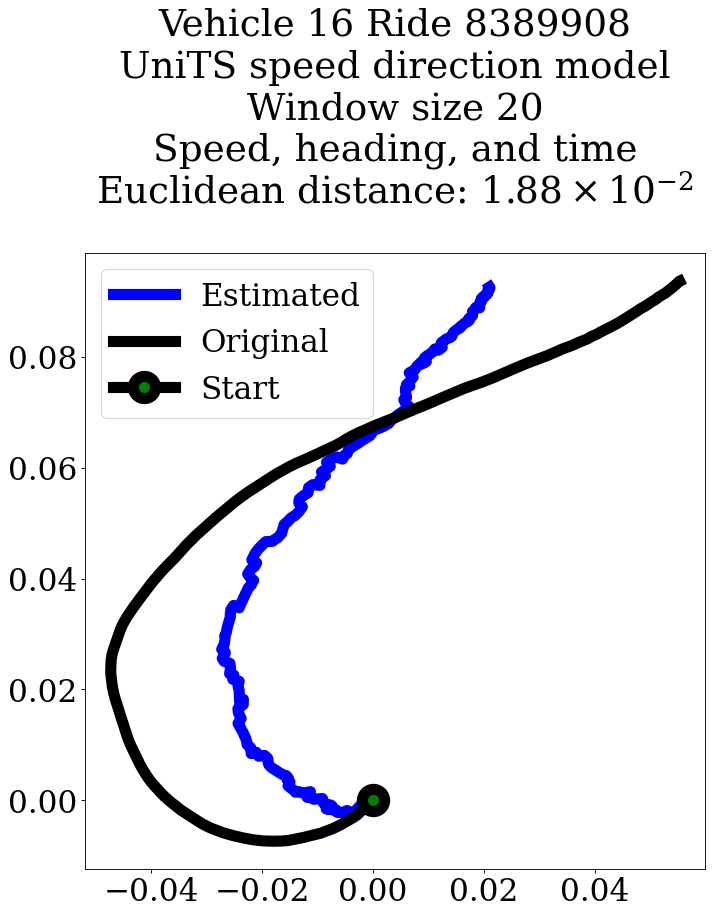 Vehicle 16 Ride 8389908
UniTS speed direction model
Window size 20
Speed, heading, and time
Euclidean distance: 1.88 × 10⁻²
Estimated
Original
Start
0.08
0.06
0.04
0.02
0.00
−0.04 −0.02 0.00 0.02 0.04